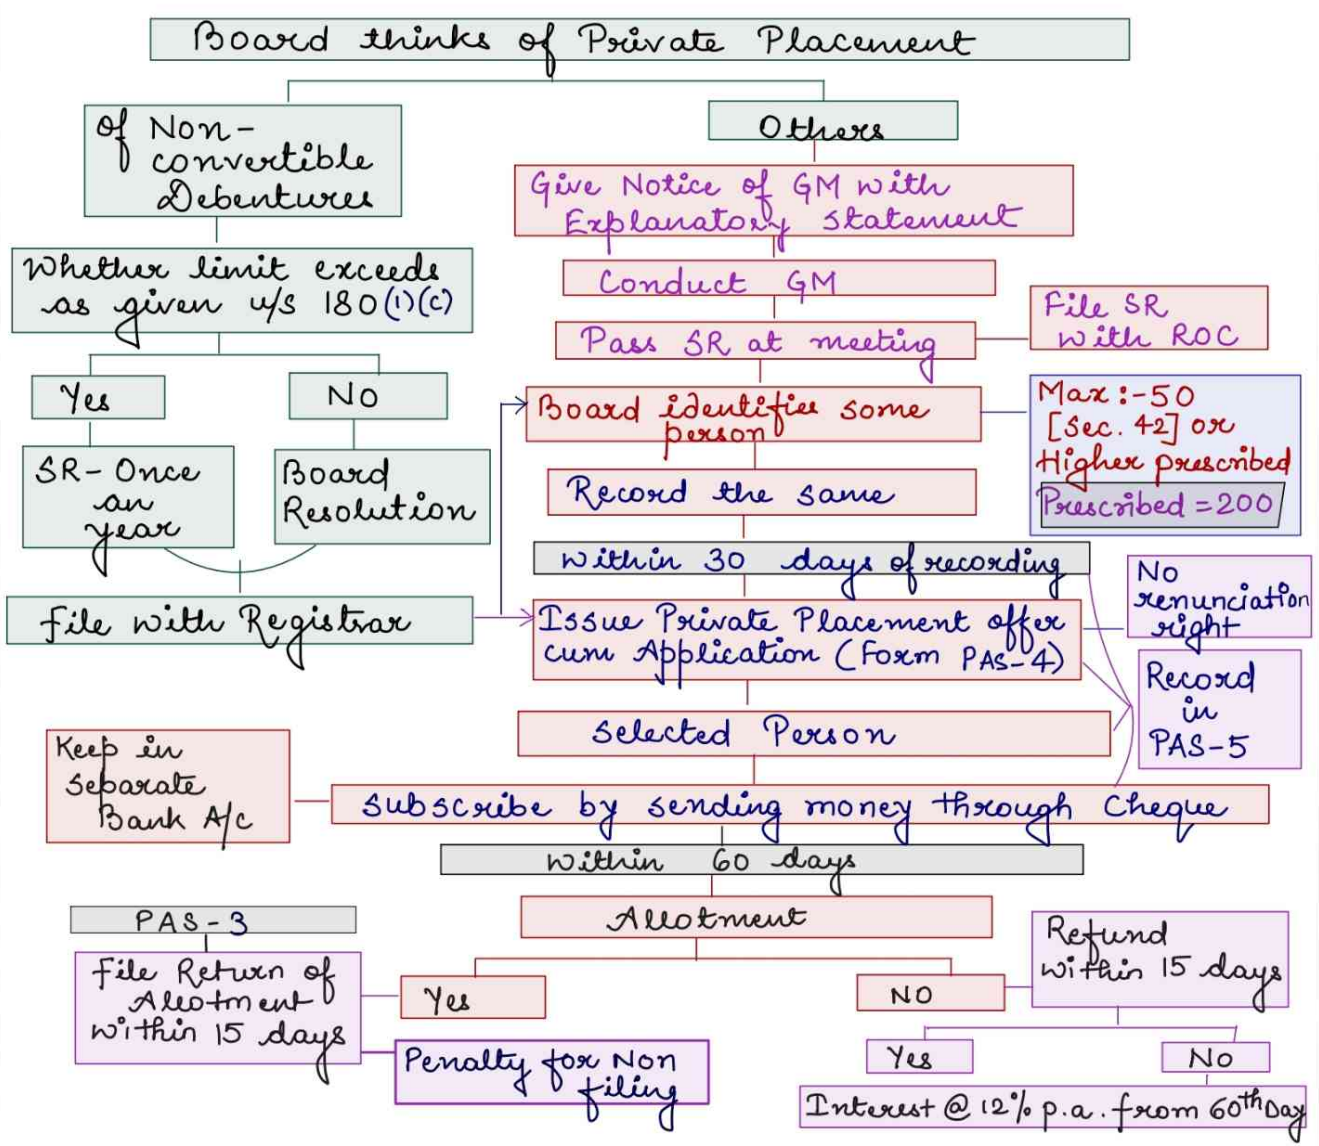 Board thinks of Private Placement
of Non-
convertible
Debentures
Others
Give Notice of GM with
Explanatory Statement
Whether limit exceeds
as given u/s 180(1)(c)
Conduct GM
Pass SR at meeting
File SR
with ROC
Yes
NO
Board identifies some
person
Max :- 50
[Sec. 42] or
Higher prescribed
Prescribed = 200
SR- Once
an
year
Board
Resolution
Record the same
Within 30 days of recording
No
renunciation
right
File with Registrar
Issue Private Placement offer
cum Application (Form PAS-4)
Record
in
PAS-5
Selected Person
Keep in
Separate
Bank A/c
Subscribe by sending money through Cheque
Within 60 days
Allotment
PAS-3
File Return of
Allotment
within 15 days
Yes
NO
Refund
within 15 days
Penalty for Non
filing
Yes
No
Interest @ 12% p.a. from 60th Day